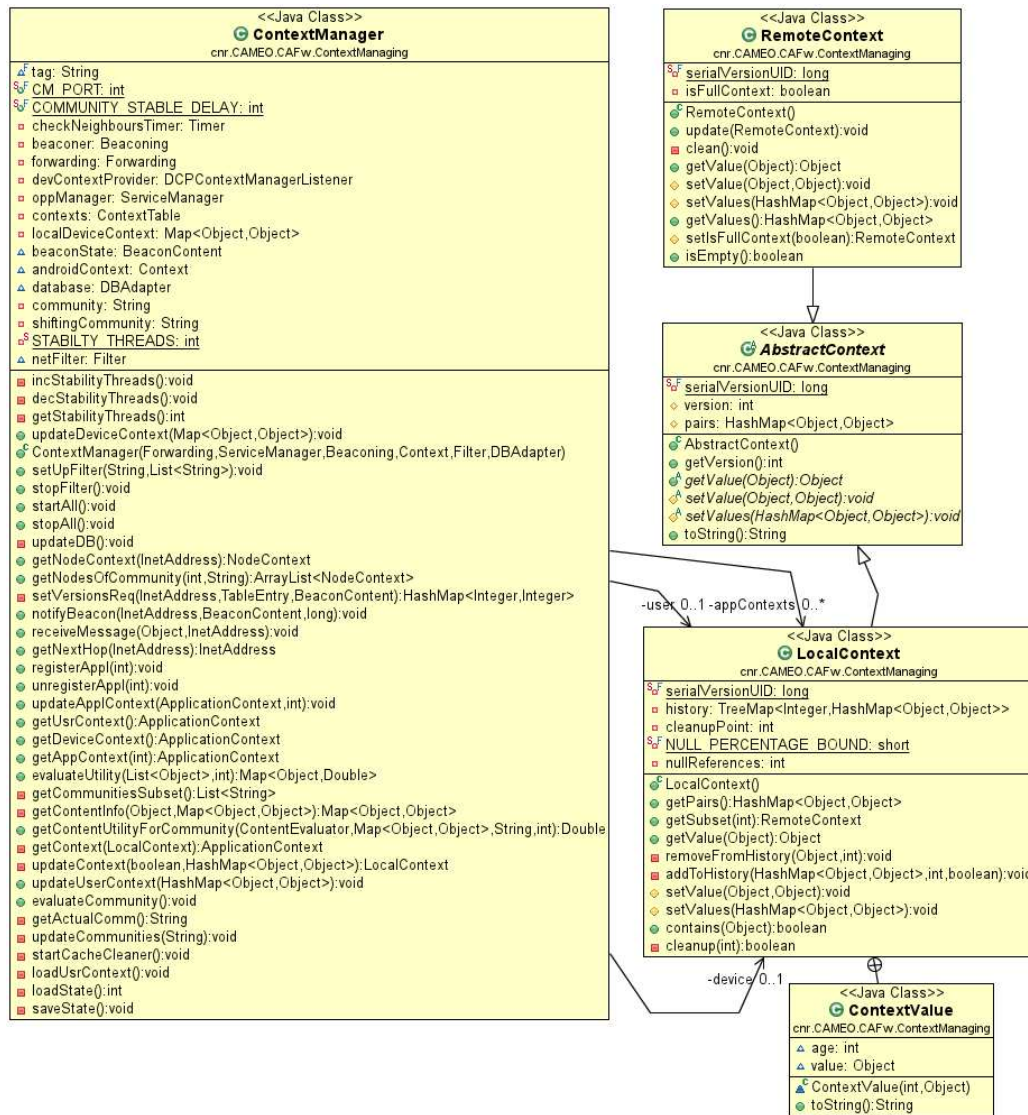 <<Java Class>>
ContextManager
cnr.CAMEO.CAFw.ContextManaging
tag: String
CM_PORT: int
COMMUNITY_STABLE_DELAY: int
checkNeighboursTimer: Timer
beaconer: Beaconing
forwarding: Forwarding
devContextProvider: DCPContextManagerListener
oppManager: ServiceManager
contexts: ContextTable
localDeviceContext: Map<Object,Object>
beaconState: BeaconContent
androidContext: Context
database: DBAdapter
community: String
shiftingCommunity: String
STABILTY_THREADS: int
netFilter: Filter
incStabilityThreads():void
decStabilityThreads():void
getStabilityThreads():int
updateDeviceContext(Map<Object,Object>):void
ContextManager(Forwarding,ServiceManager,Beaconing,Context,Filter,DBAdapter)
setUpFilter(String,List<String>):void
stopFilter():void
startAll():void
stopAll():void
updateDB():void
getNodeContext(InetAddress):NodeContext
getNodesOfCommunity(int,String):ArrayList<NodeContext>
setVersionsReq(InetAddress,TableEntry,BeaconContent):HashMap<Integer,Integer>
notifyBeacon(InetAddress,BeaconContent,long):void
receiveMessage(Object,InetAddress):void
getNextHop(InetAddress):InetAddress
registerAppl(int):void
unregisterAppl(int):void
updateApplContext(ApplicationContext,int):void
getUsrContext():ApplicationContext
getDeviceContext():ApplicationContext
getAppContext(int):ApplicationContext
evaluateUtility(List<Object>,int):Map<Object,Double>
getCommunitiesSubset():List<String>
getContentInfo(Object,Map<Object,Object>):Map<Object,Object>
getContentUtilityForCommunity(ContentEvaluator,Map<Object,Object>,String,int):Double
getContext(LocalContext):ApplicationContext
updateContext(boolean,HashMap<Object,Object>):LocalContext
updateUserContext(HashMap<Object,Object>):void
evaluateCommunity():void
getActualComm():String
updateCommunities(String):void
startCacheCleaner():void
loadUsrContext():void
loadState():int
saveState():void
<<Java Class>>
RemoteContext
cnr.CAMEO.CAFw.ContextManaging
serialVersionUID: long
isFullContext: boolean
RemoteContext()
update(RemoteContext):void
clean():void
getValue(Object):Object
setValue(Object,Object):void
setValues(HashMap<Object,Object>):void
getValues():HashMap<Object,Object>
setIsFullContext(boolean):RemoteContext
isEmpty():boolean
<<Java Class>>
AbstractContext
cnr.CAMEO.CAFw.ContextManaging
serialVersionUID: long
version: int
pairs: HashMap<Object,Object>
AbstractContext()
getVersion():int
getValue(Object):Object
setValue(Object,Object):void
setValues(HashMap<Object,Object>):void
toString():String
-user 0..1 -appContexts 0..*
<<Java Class>>
LocalContext
cnr.CAMEO.CAFw.ContextManaging
serialVersionUID: long
history: TreeMap<Integer,HashMap<Object,Object>>
cleanupPoint: int
NULL_PERCENTAGE_BOUND: short
nullReferences: int
LocalContext()
getPairs():HashMap<Object,Object>
getSubset(int):RemoteContext
getValue(Object):Object
removeFromHistory(Object,int):void
addToHistory(HashMap<Object,Object>,int,boolean):void
setValue(Object,Object):void
setValues(HashMap<Object,Object>):void
contains(Object):boolean
cleanup(int):boolean
-device 0..1
<<Java Class>>
ContextValue
cnr.CAMEO.CAFw.ContextManaging
age: int
value: Object
ContextValue(int,Object)
toString():String